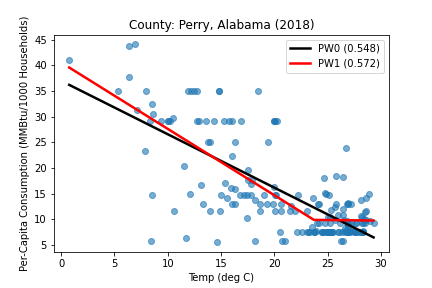 County: Perry, Alabama (2018)
PW0 (0.548)
PW1 (0.572)
Per-Capita Consumption (MMBtu/1000 Households)
45
40
35
30
25
20
15
10
5
0 5 10 15 20 25 30
Temp (deg C)